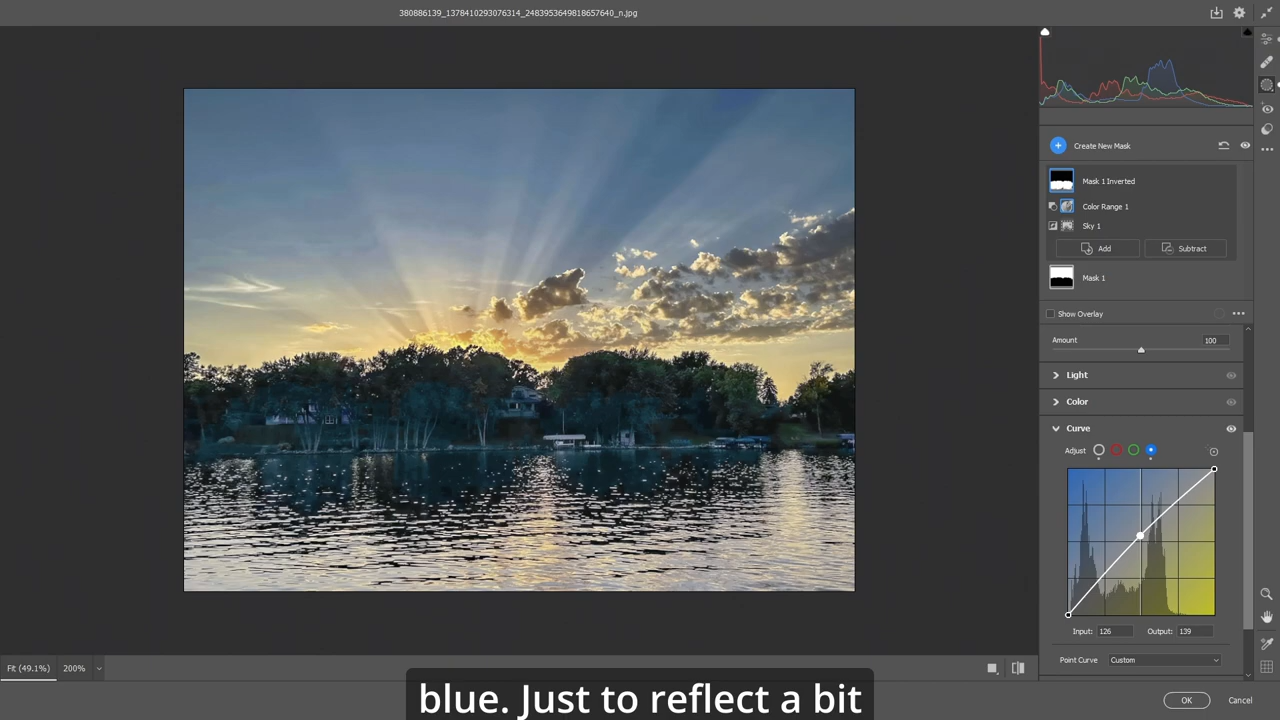 380886139_1378410293076314_2483953649818657640_n.jpg
Create New Mask
Mask 1 Inverted
Color Range 1
Sky 1
Add Subtract
Mask 1
Show Overlay
Amount 100
Light
Color
Curve
Adjust
Input: 126 Output: 139
Point Curve Custom
Fit (49.1%) 200%
blue. Just to reflect a bit
OK Cancel